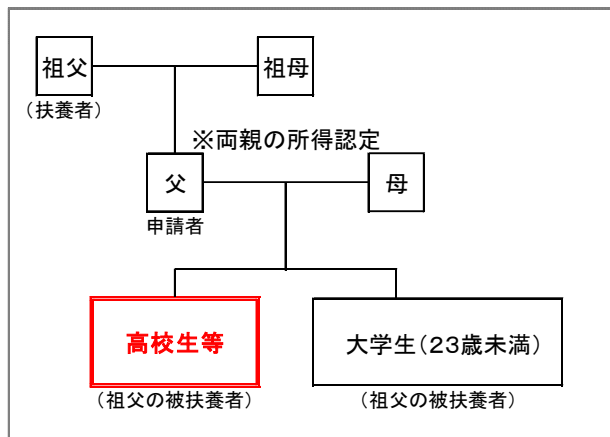 祖父
祖母
(扶養者)
※両親の所得認定
父
母
申請者
高校生等
大学生(23歳未満)
(祖父の被扶養者)
(祖父の被扶養者)